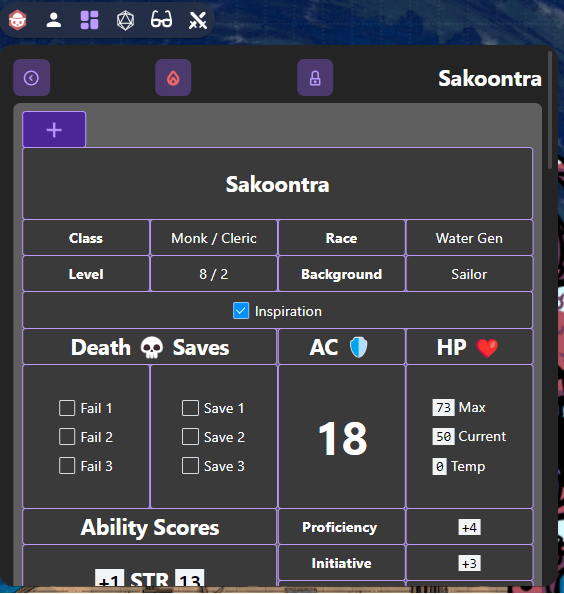 Sakoontra
+
Sakoontra
Class Monk / Cleric Race Water Gen
Level 8 / 2 Background Sailor
Inspiration
Death 💀 Saves AC 🛡️ HP ❤️
Fail 1 Save 1 73 Max
Fail 2 Save 2 18 50 Current
Fail 3 Save 3 0 Temp
Ability Scores Proficiency +4
Initiative +3
+1 STR 13